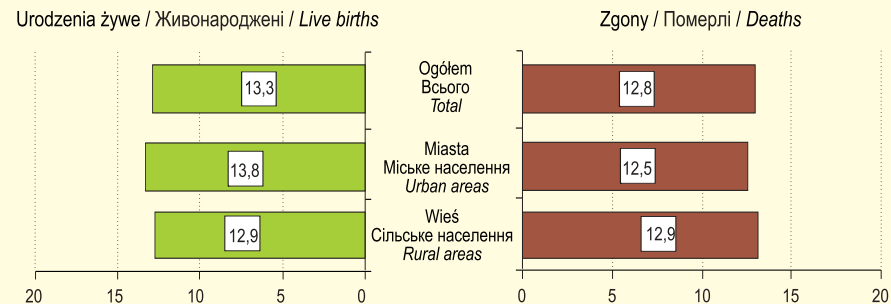 Urodzenia żywe / Живонароджені / Live births
Zgony / Померлі / Deaths
13,3
Ogółem
Всього
Total
12,8
13,8
Miasta
Міське населення
Urban areas
12,5
12,9
Wieś
Сільське населення
Rural areas
12,9
20 15 10 5 0
0 5 10 15 20